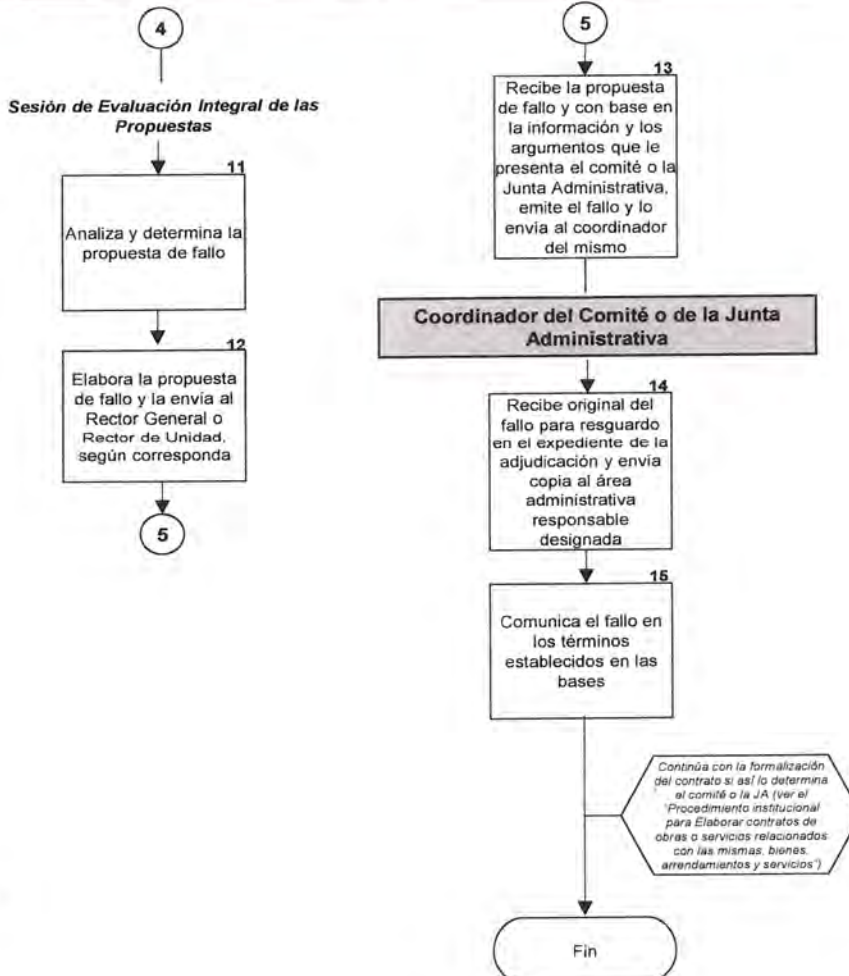 4
Sesión de Evaluación Integral de las
Propuestas
11
Analiza y determina la
propuesta de fallo
12
Elabora la propuesta
de fallo y la envía al
Rector General o
Rector de Unidad,
según corresponda
5
5
13
Recibe la propuesta
de fallo y con base en
la información y los
argumentos que le
presenta el comité o la
Junta Administrativa,
emite el fallo y lo
envía al coordinador
del mismo
Coordinador del Comité o de la Junta
Administrativa
14
Recibe original del
fallo para resguardo
en el expediente de la
adjudicación y envía
copia al área
administrativa
responsable
designada
15
Comunica el fallo en
los términos
establecidos en las
bases
Continúa con la formalización
del contrato si así lo determina
el comité o la JA (ver el
"Procedimiento institucional
para Elaborar contratos de
obras o servicios relacionados
con las mismas, bienes,
arrendamientos y servicios")
Fin